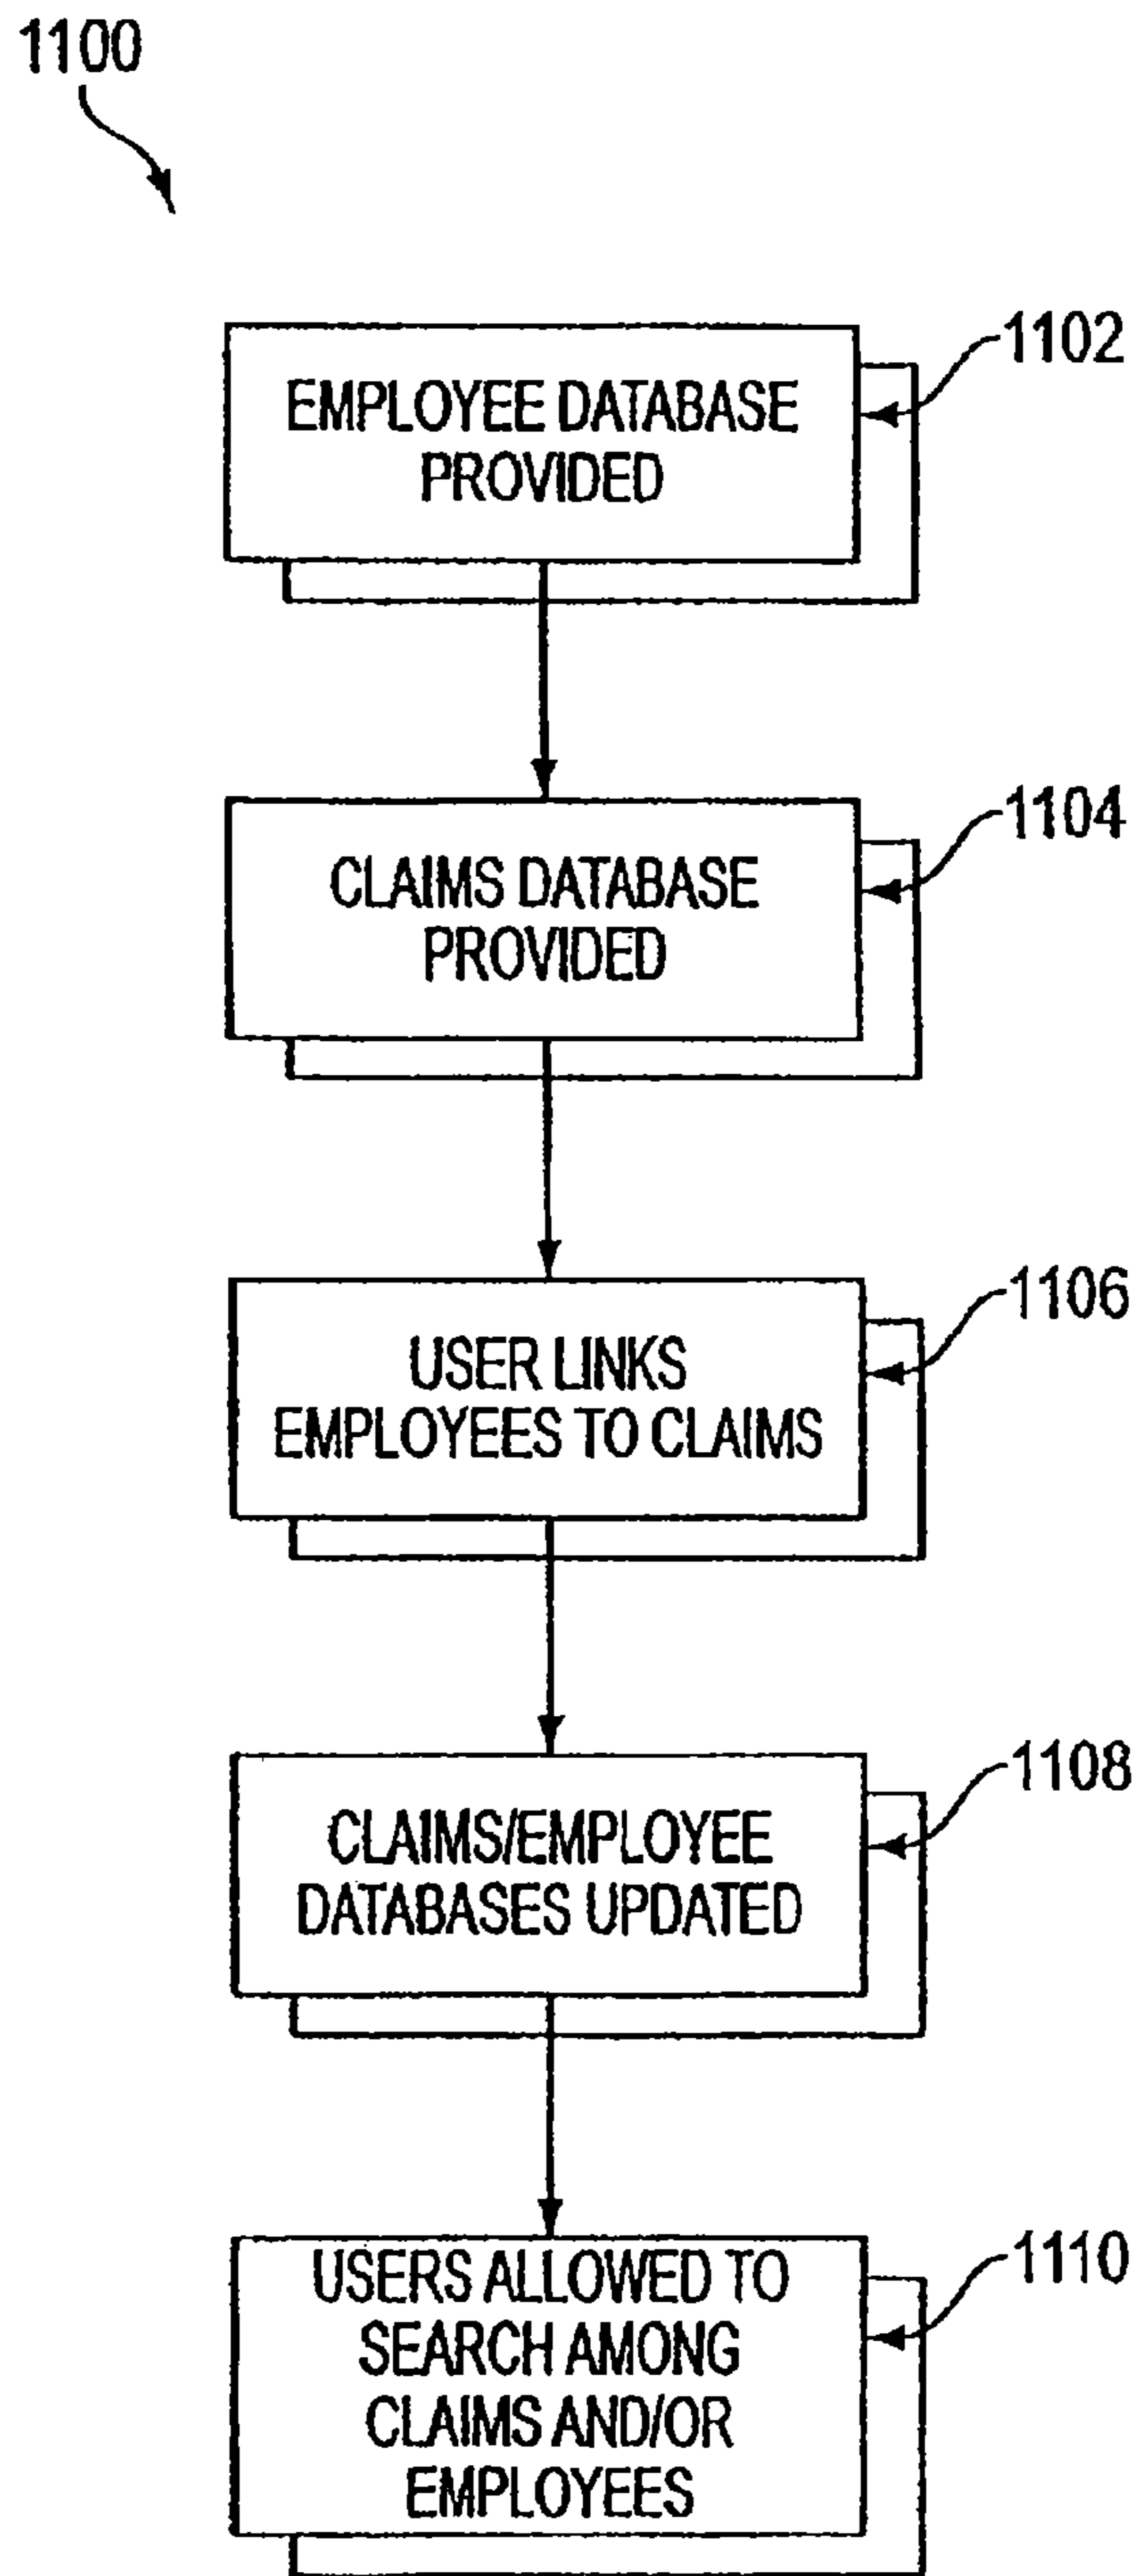 1100
1102
EMPLOYEE DATABASE
PROVIDED
1104
CLAIMS DATABASE
PROVIDED
1106
USER LINKS
EMPLOYEES TO CLAIMS
1108
CLAIMS/EMPLOYEE
DATABASES UPDATED
1110
USERS ALLOWED TO
SEARCH AMONG
CLAIMS AND/OR
EMPLOYEES